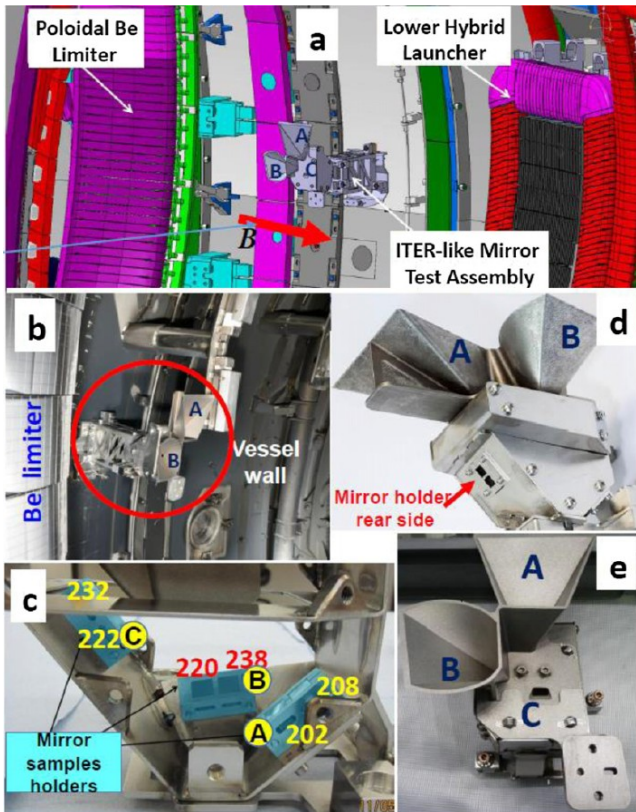 Poloidal Be
Limiter
a
Lower Hybrid
Launcher
A
B
C
B
ITER-like Mirror
Test Assembly
b
Be limiter
A
B
Vessel
wall
d
A
B
Mirror holder
rear side
c
232
222 C
220
238
B
208
A
202
Mirror
samples
holders
e
A
B
C